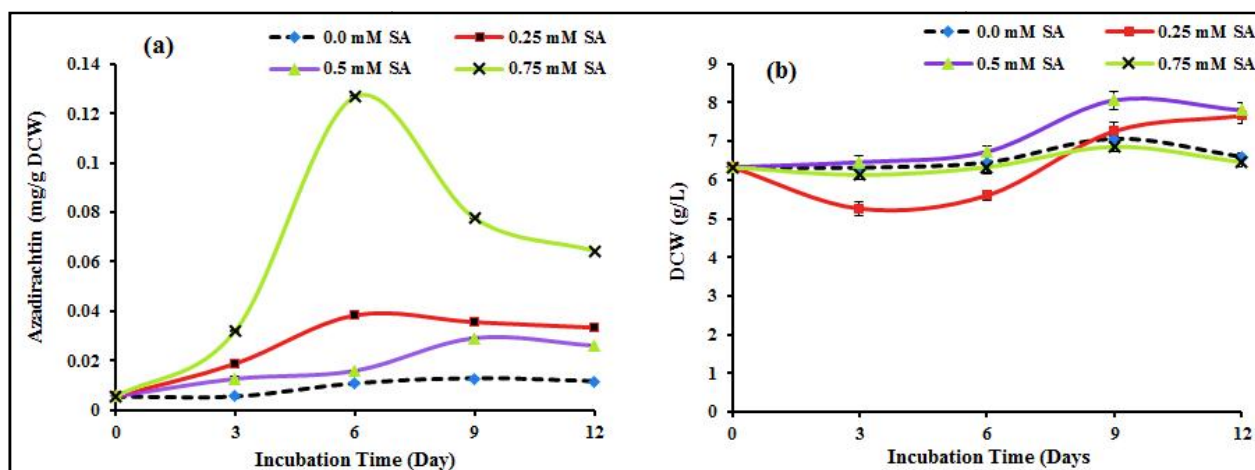 (a)
0.0 mM SA
0.25 mM SA
0.5 mM SA
0.75 mM SA
0.14
0.12
0.1
0.08
0.06
0.04
0.02
0
Azadirachtin (mg/g DCW)
0 3 6 9 12
Incubation Time (Day)
(b)
0.0 mM SA
0.25 mM SA
0.5 mM SA
0.75 mM SA
9
8
7
6
5
4
3
2
1
0
DCW (g/L)
0 3 6 9 12
Incubation Time (Days